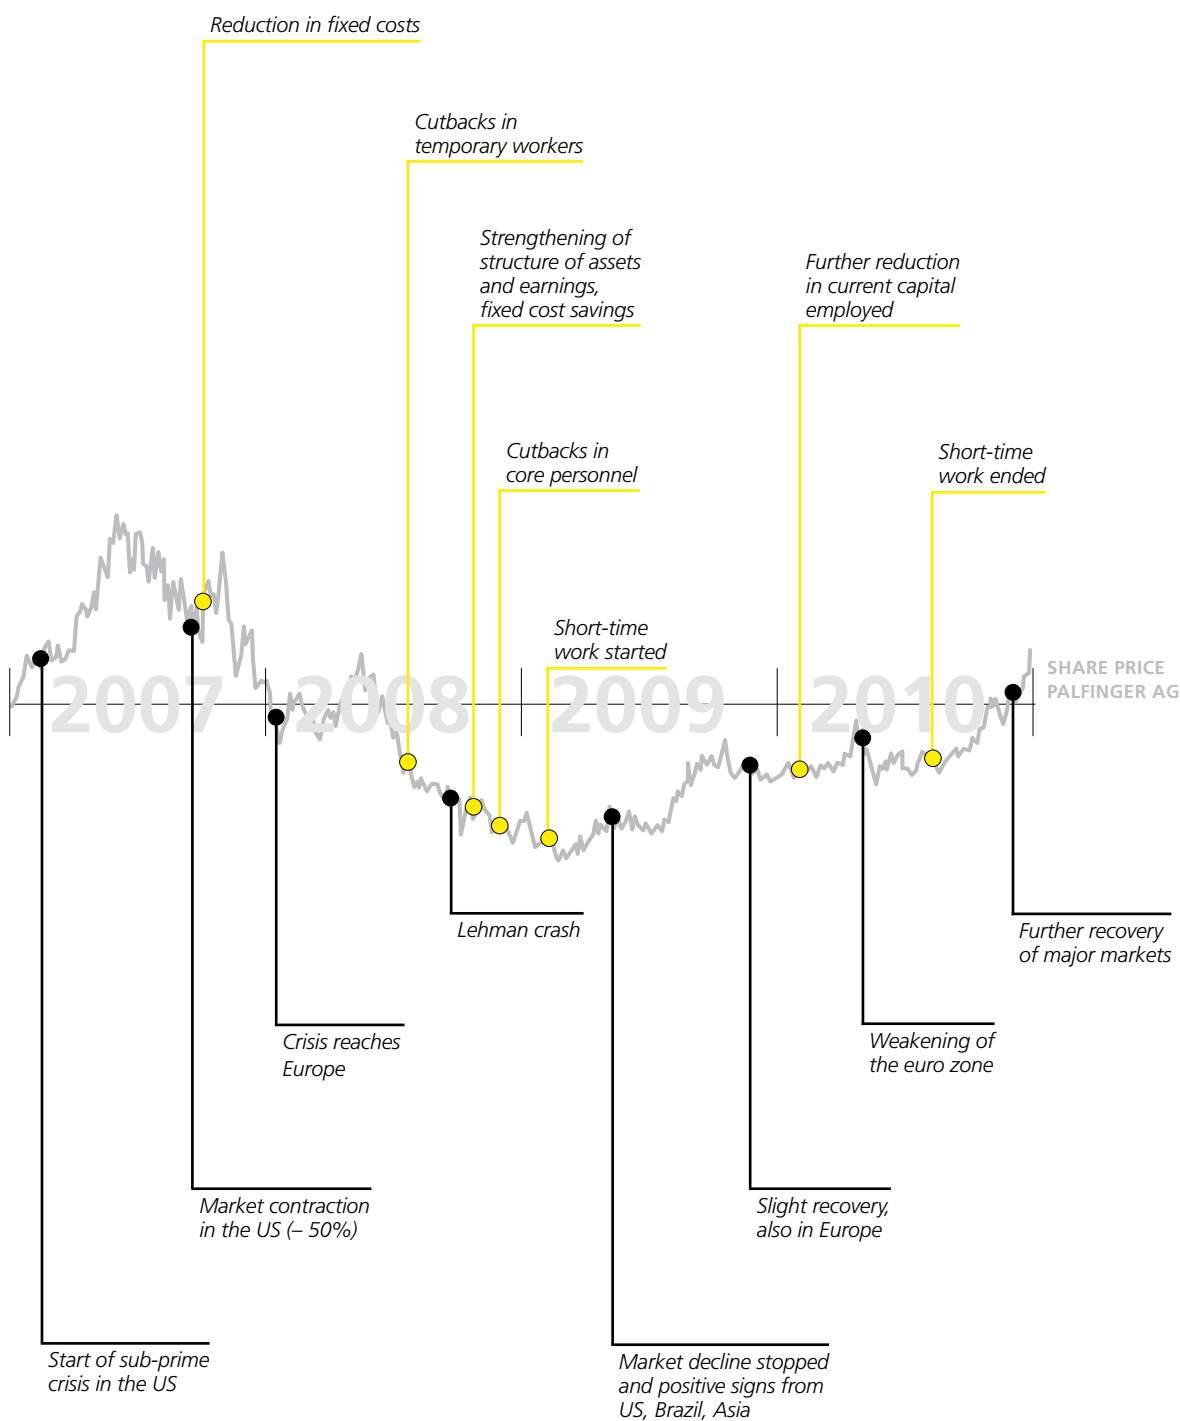 Reduction in fixed costs
Cutbacks in
temporary workers
Strengthening of
structure of assets
and earnings,
fixed cost savings
Further reduction
in current capital
employed
Cutbacks in
core personnel
Short-time
work ended
Short-time
work started
2007
2008
2009
2010
SHARE PRICE
PALFINGER AG
Lehman crash
Further recovery
of major markets
Crisis reaches
Europe
Weakening of
the euro zone
Market contraction
in the US (– 50%)
Slight recovery,
also in Europe
Start of sub-prime
crisis in the US
Market decline stopped
and positive signs from
US, Brazil, Asia